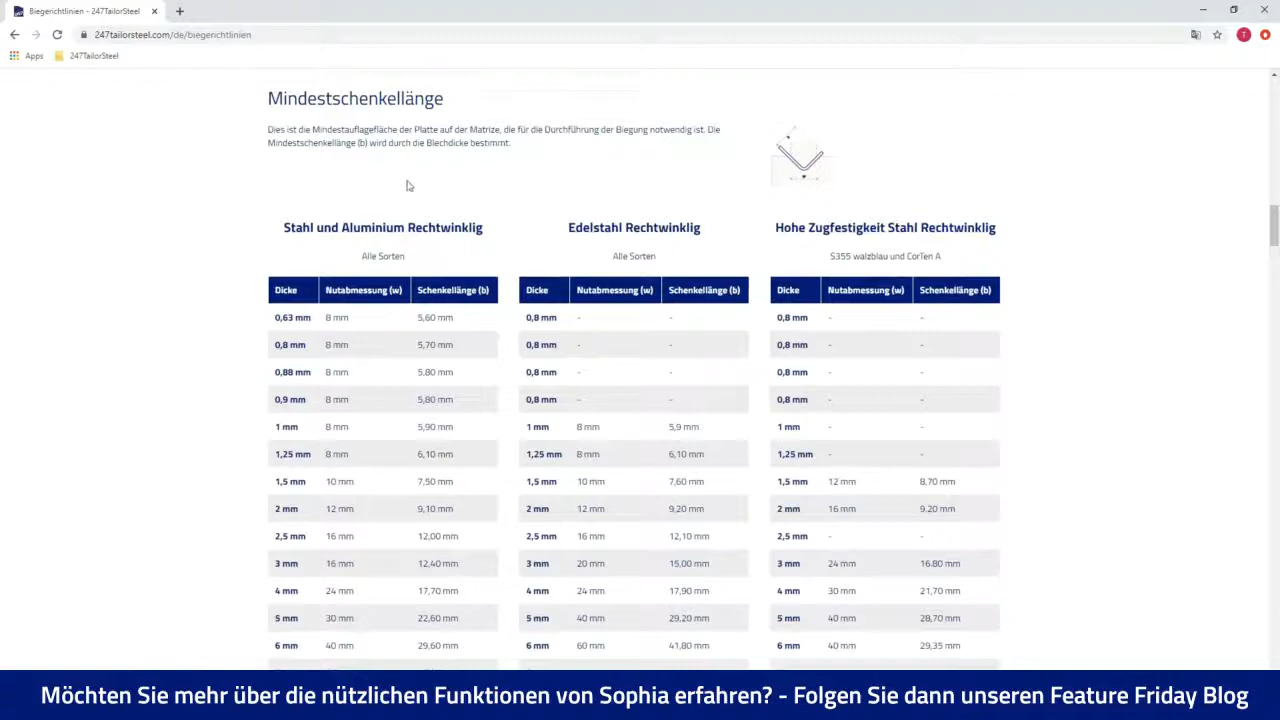 Biegerichtlinien - 247TailorSteel
247tailorsteel.com/de/biegerichtlinien
T
Apps 247TailorSteel
Mindestschenkellänge
Dies ist die Mindestauflagefläche der Platte auf der Matrize, die für die Durchführung der Biegung notwendig ist. Die
Mindestschenkellänge (b) wird durch die Blechdicke bestimmt.
Stahl und Aluminium Rechtwinklig
Alle Sorten
Dicke Nutabmessung (w) Schenkellänge (b)
0,63 mm 8 mm 5,60 mm
0,8 mm 8 mm 5,70 mm
0,88 mm 8 mm 5,80 mm
0,9 mm 8 mm 5,80 mm
1 mm 8 mm 5,90 mm
1,25 mm 8 mm 6,10 mm
1,5 mm 10 mm 7,50 mm
2 mm 12 mm 9,10 mm
2,5 mm 16 mm 12,00 mm
3 mm 16 mm 12,40 mm
4 mm 24 mm 17,70 mm
5 mm 30 mm 22,60 mm
6 mm 40 mm 29,60 mm
Edelstahl Rechtwinklig
Alle Sorten
Dicke Nutabmessung (w) Schenkellänge (b)
0,8 mm - -
0,8 mm - -
0,8 mm - -
0,8 mm - -
1 mm 8 mm 5,9 mm
1,25 mm 8 mm 6,10 mm
1,5 mm 10 mm 7,60 mm
2 mm 12 mm 9,20 mm
2,5 mm 16 mm 12,10 mm
3 mm 20 mm 15,00 mm
4 mm 24 mm 17,90 mm
5 mm 40 mm 29,20 mm
6 mm 60 mm 41,80 mm
Hohe Zugfestigkeit Stahl Rechtwinklig
S355 walzblau und CorTen A
Dicke Nutabmessung (w) Schenkellänge (b)
0,8 mm - -
0,8 mm - -
0,8 mm - -
0,8 mm - -
1 mm - -
1,25 mm - -
1,5 mm 12 mm 8,70 mm
2 mm 16 mm 9.20 mm
2,5 mm - -
3 mm 24 mm 16.80 mm
4 mm 30 mm 21,70 mm
5 mm 40 mm 28,70 mm
6 mm 40 mm 29,35 mm
Möchten Sie mehr über die nützlichen Funktionen von Sophia erfahren? - Folgen Sie dann unseren Feature Friday Blog